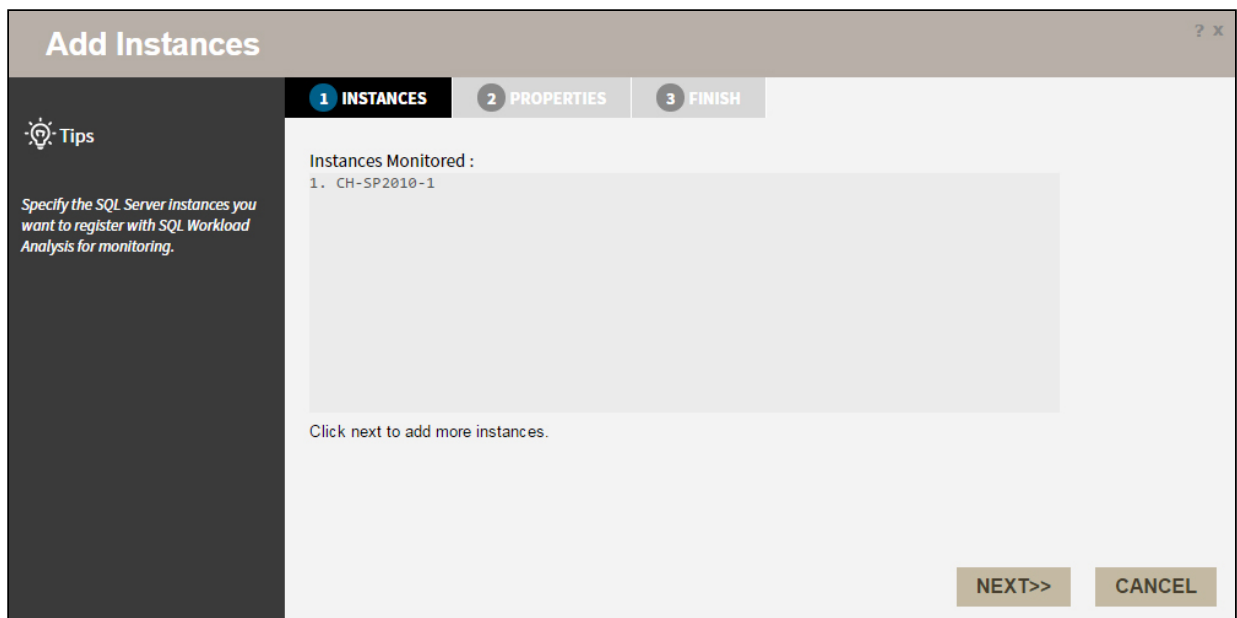 Add Instances
? x
1 INSTANCES 2 PROPERTIES 3 FINISH
Tips
Specify the SQL Server instances you
want to register with SQL Workload
Analysis for monitoring.
Instances Monitored :
1. CH-SP2010-1
Click next to add more instances.
NEXT>> CANCEL